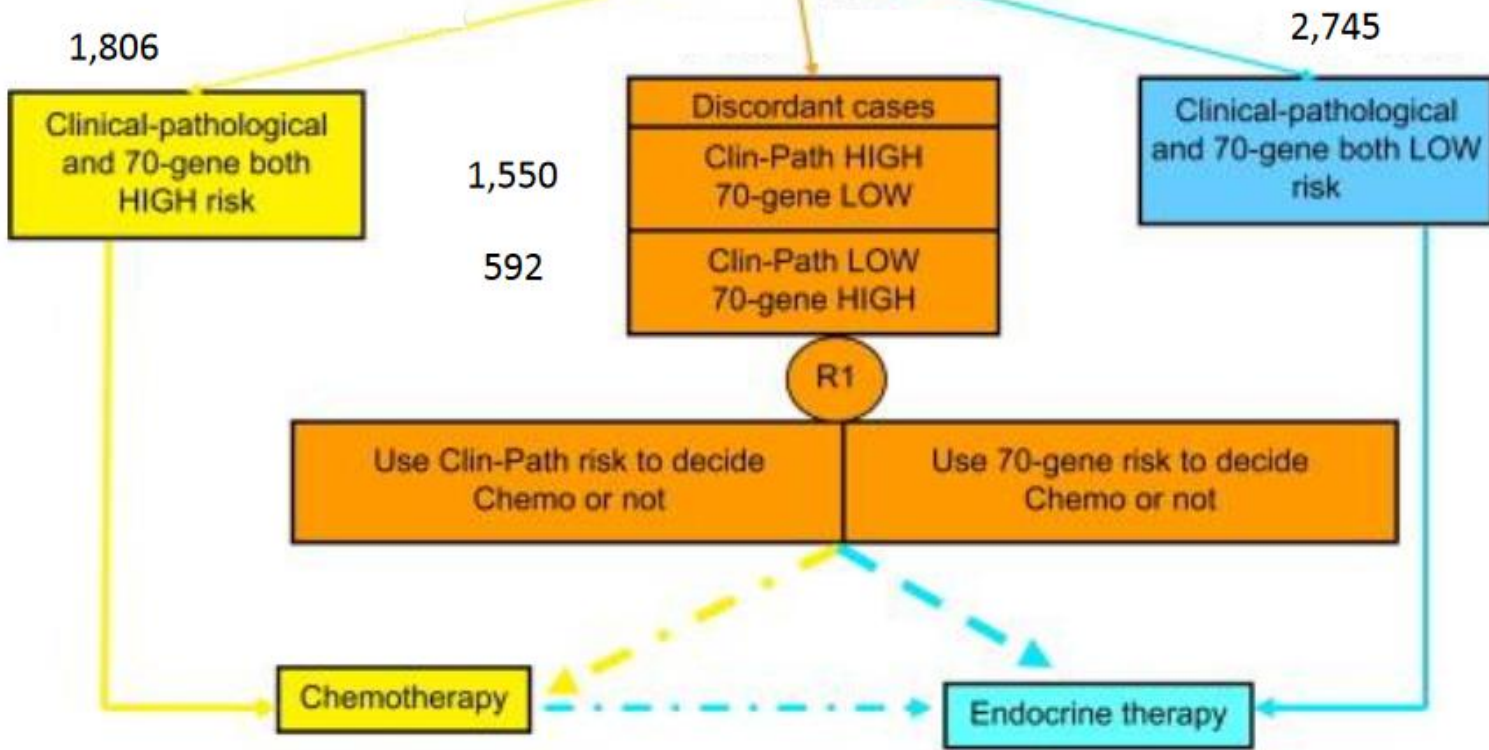 1,806
2,745
Clinical-pathological
and 70-gene both
HIGH risk
Discordant cases
1,550
Clin-Path HIGH
70-gene LOW
592
Clin-Path LOW
70-gene HIGH
Clinical-pathological
and 70-gene both LOW
risk
R1
Use Clin-Path risk to decide
Chemo or not
Use 70-gene risk to decide
Chemo or not
Chemotherapy
Endocrine therapy